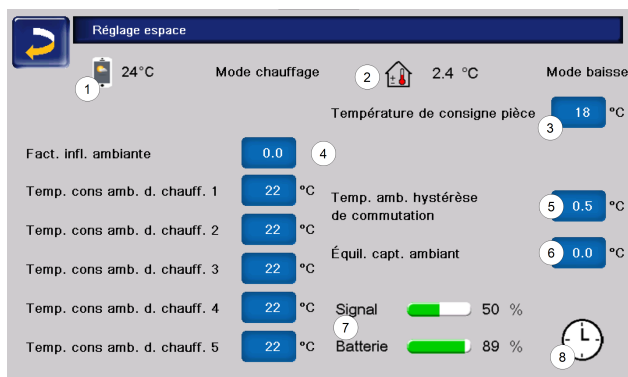 Réglage espace
1 24°C Mode chauffage 2 2.4 °C Mode baisse
Température de consigne pièce 18 °C
3
Fact. infl. ambiante 0.0 4
Temp. cons amb. d. chauff. 1 22 °C
Temp. amb. hystérèse
de commutation 5 0.5 °C
Temp. cons amb. d. chauff. 2 22 °C
Équil. capt. ambiant 6 0.0 °C
Temp. cons amb. d. chauff. 3 22 °C
Temp. cons amb. d. chauff. 4 22 °C
Signal 50 %
7
Temp. cons amb. d. chauff. 5 22 °C
Batterie 89 %
8